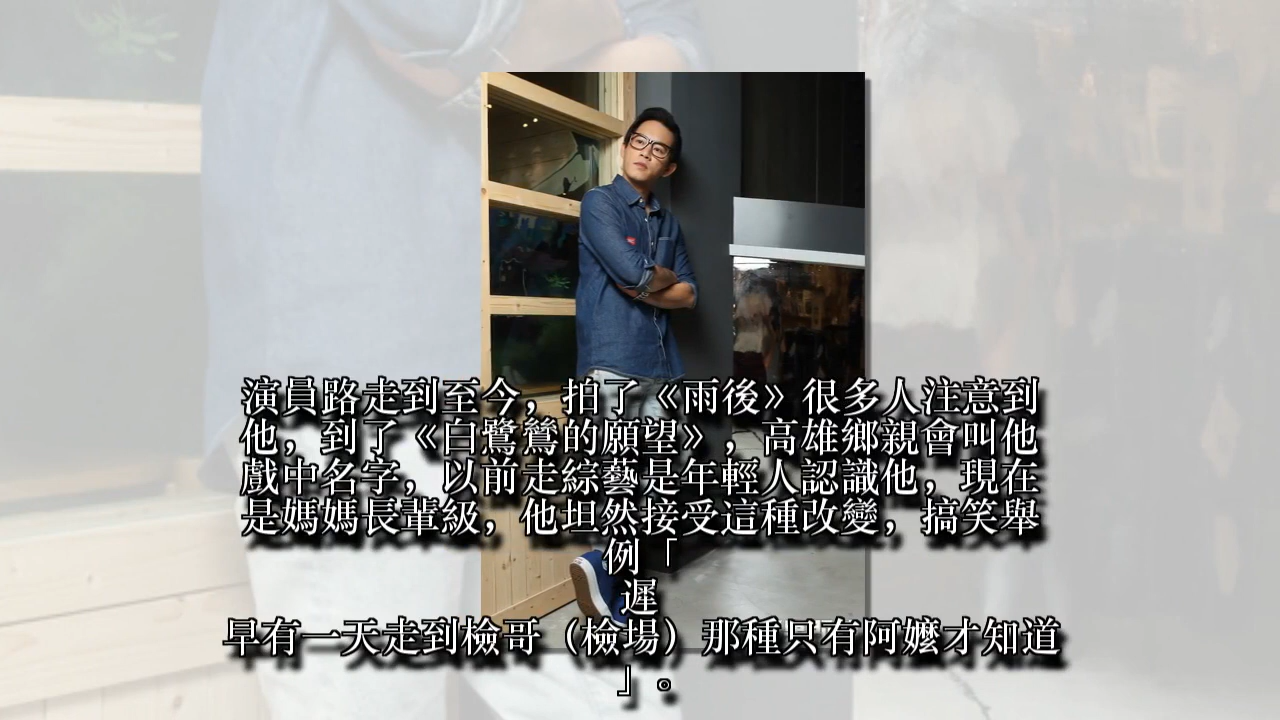 演員路走到至今，拍了《雨後》很多人注意到
他，到了《白鷺鷥的願望》，高雄鄉親會叫他
戲中名字，以前走綜藝是年輕人認識他，現在
是媽媽長輩級，他坦然接受這種改變，搞笑舉
例「
遲
早有一天走到檢哥（檢場）那種只有阿嬤才知道
」。